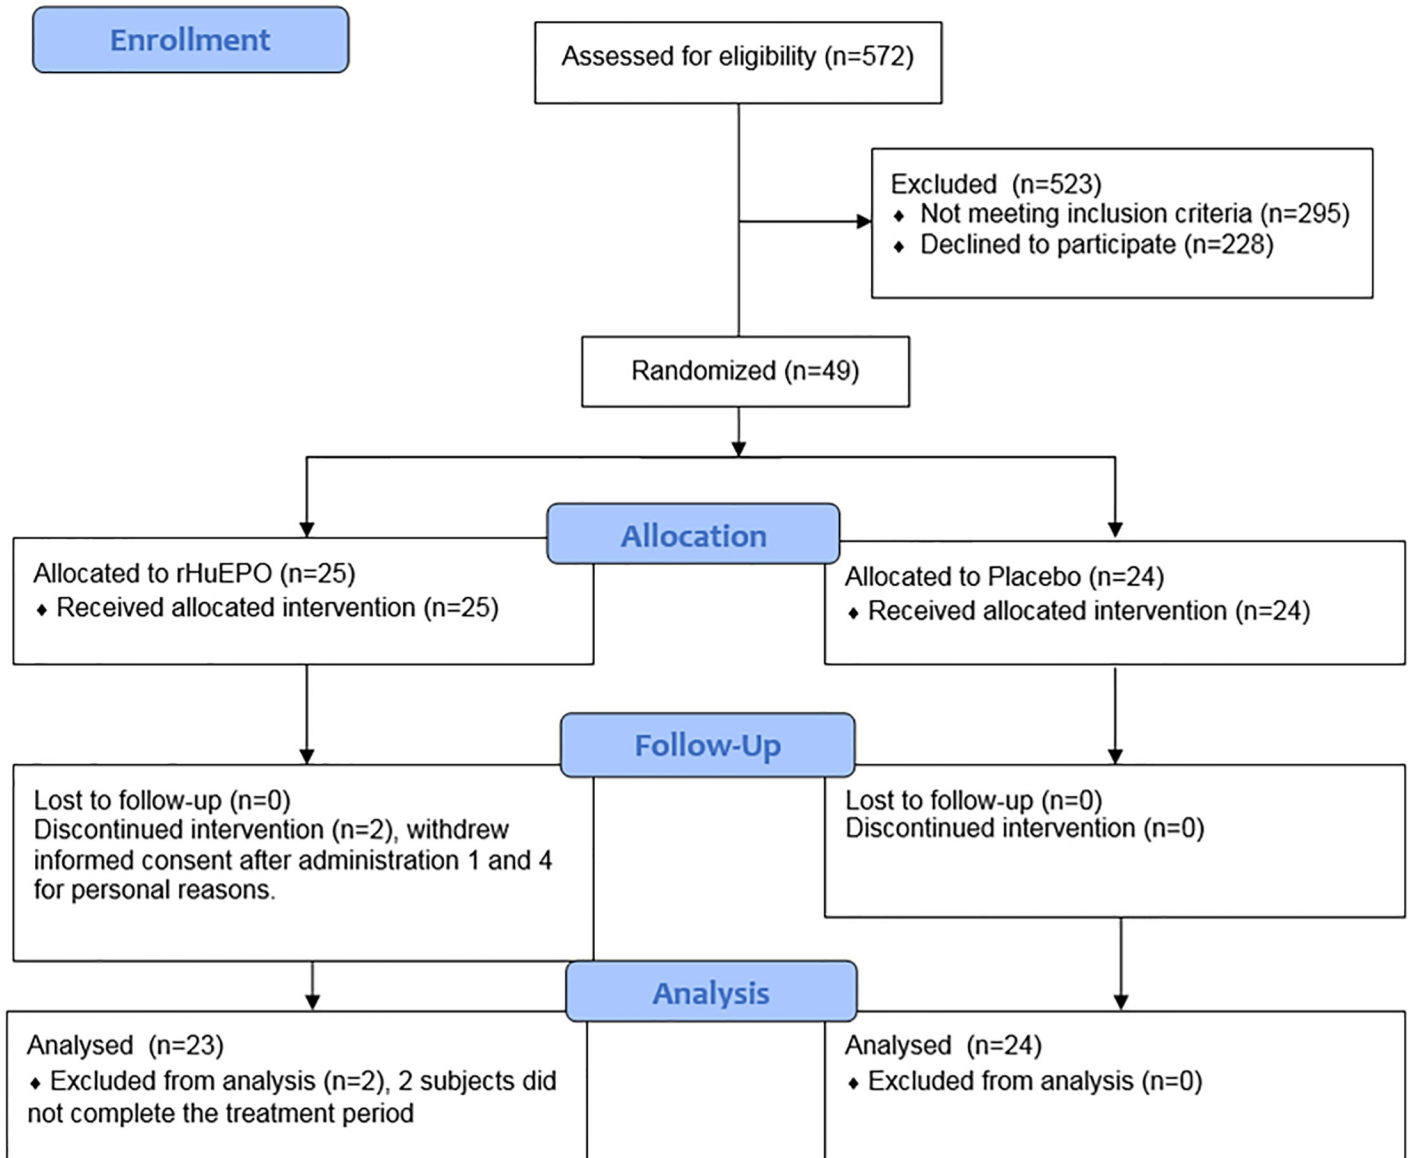 Enrollment
Assessed for eligibility (n=572)
Excluded  (n=523)
♦ Not meeting inclusion criteria (n=295)
♦ Declined to participate (n=228)
Randomized (n=49)
Allocation
Allocated to rHuEPO (n=25)
♦ Received allocated intervention (n=25)
Allocated to Placebo (n=24)
♦ Received allocated intervention (n=24)
Follow-Up
Lost to follow-up (n=0)
Discontinued intervention (n=2), withdrew
informed consent after administration 1 and 4
for personal reasons.
Lost to follow-up (n=0)
Discontinued intervention (n=0)
Analysis
Analysed  (n=23)
♦ Excluded from analysis (n=2), 2 subjects did
not complete the treatment period
Analysed  (n=24)
♦ Excluded from analysis (n=0)